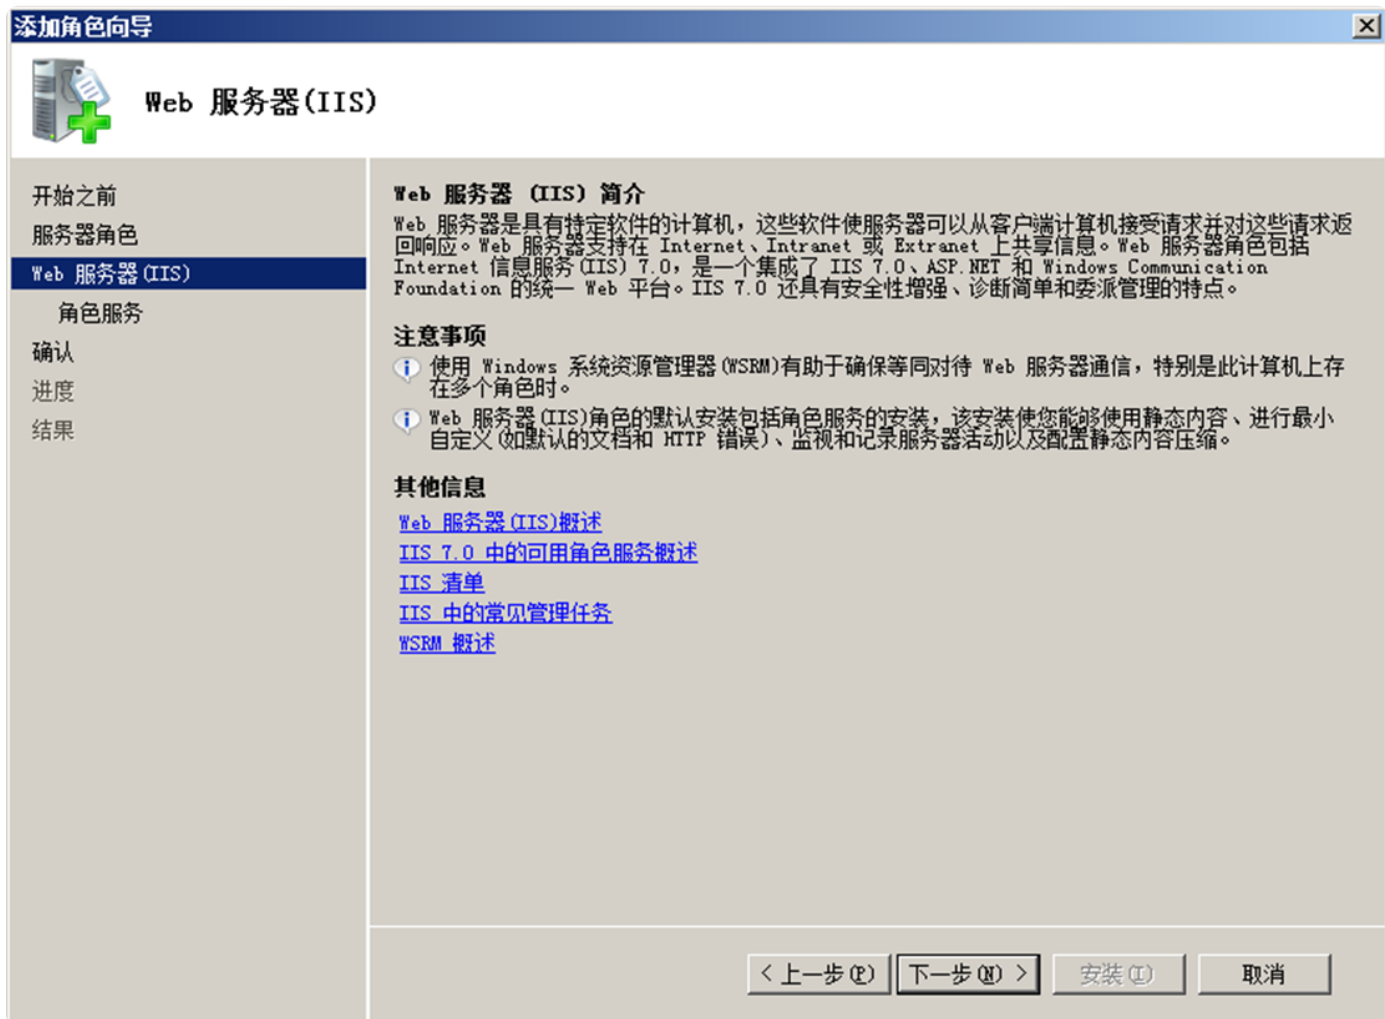 添加角色向导
Web 服务器(IIS)
开始之前
服务器角色
Web 服务器(IIS)
角色服务
确认
进度
结果
Web 服务器 (IIS) 简介
Web 服务器是具有特定软件的计算机，这些软件使服务器可以从客户端计算机接受请求并对这些请求返
回响应。Web 服务器支持在 Internet、Intranet 或 Extranet 上共享信息。Web 服务器角色包括
Internet 信息服务(IIS) 7.0，是一个集成了 IIS 7.0、ASP.NET 和 Windows Communication
Foundation 的统一 Web 平台。IIS 7.0 还具有安全性增强、诊断简单和委派管理的特点。
注意事项
使用 Windows 系统资源管理器(WSRM)有助于确保等同对待 Web 服务器通信，特别是此计算机上存
在多个角色时。
Web 服务器(IIS)角色的默认安装包括角色服务的安装，该安装使您能够使用静态内容、进行最小
自定义(如默认的文档和 HTTP 错误)、监视和记录服务器活动以及配置静态内容压缩。
其他信息
Web 服务器(IIS)概述
IIS 7.0 中的可用角色服务概述
IIS 清单
IIS 中的常见管理任务
WSRM 概述
< 上一步(P)
下一步(N) >
安装(I)
取消